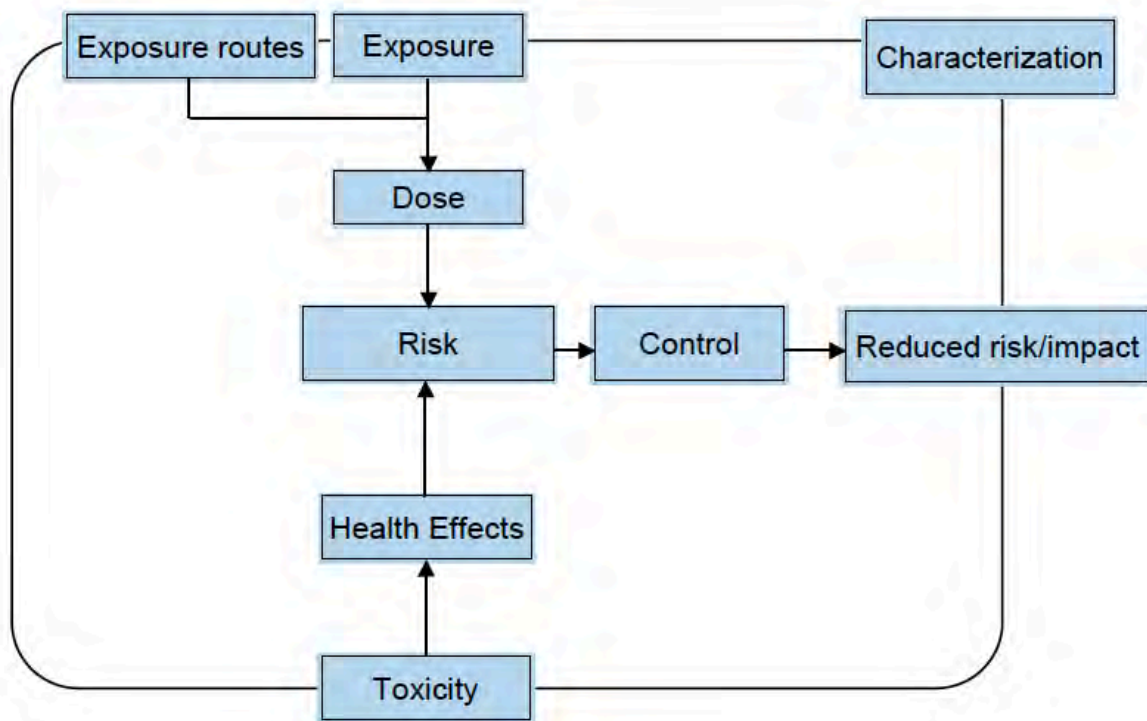 Exposure routes
Exposure
Characterization
Dose
Risk
Control
Reduced risk/impact
Health Effects
Toxicity